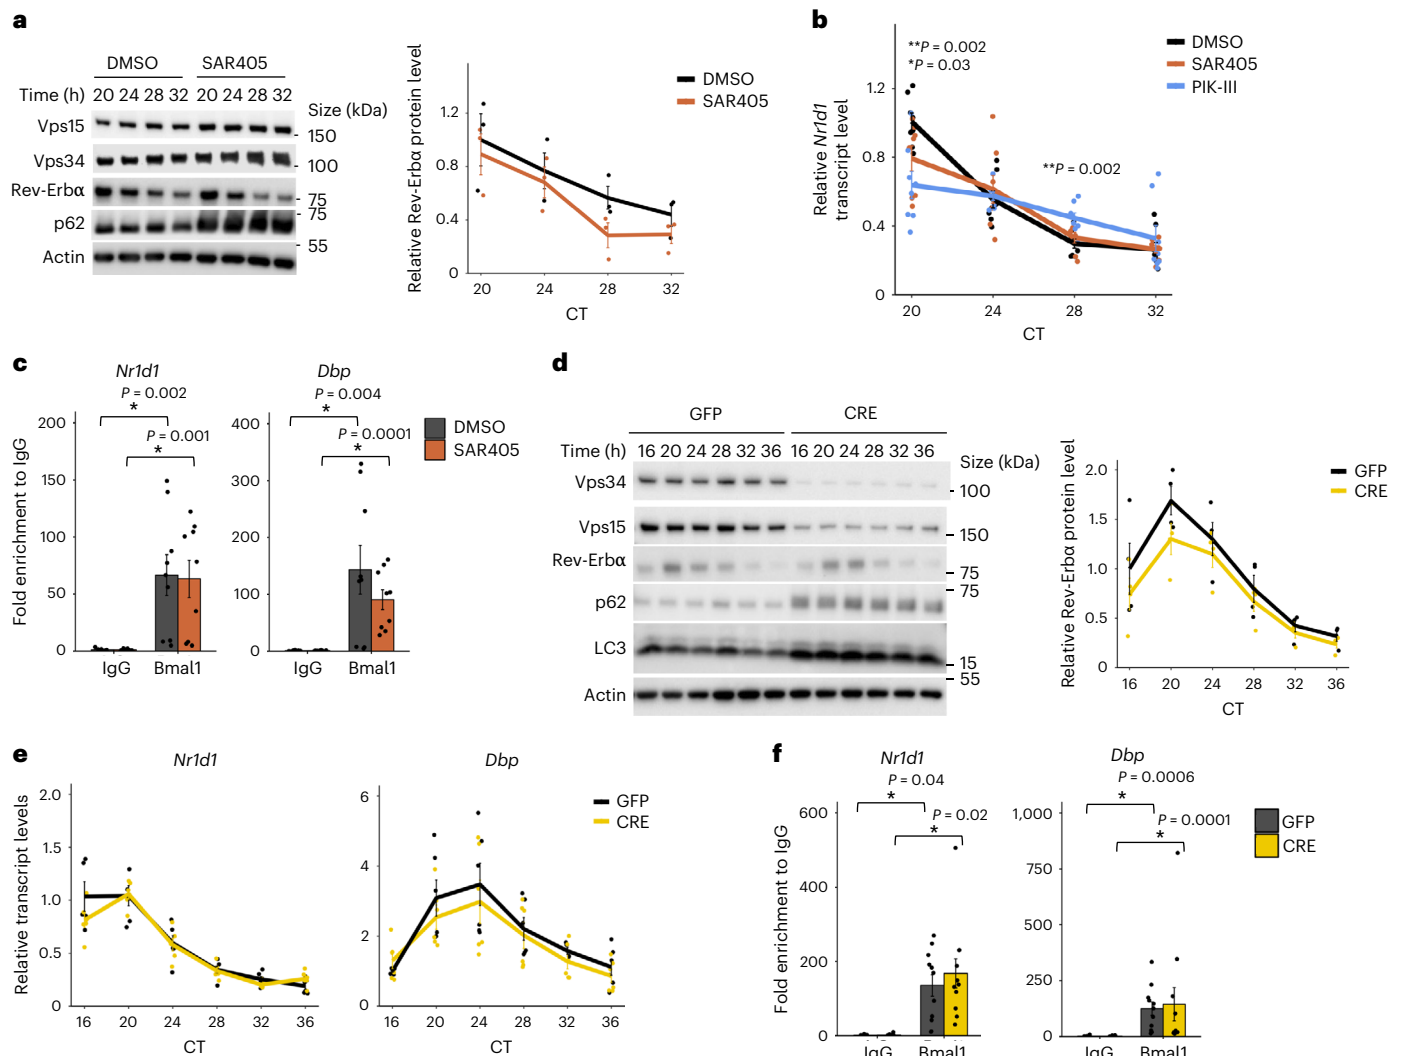 a
DMSO SAR405
Time (h) 20 24 28 32 20 24 28 32
Size (kDa)
Vps15
150
Vps34
100
Rev-Erbα
75
75
p62
55
Actin
Relative Rev-Erbα protein level
1.2
0.8
0.4
0
20 24 28 32
CT
DMSO
SAR405
b
**P = 0.002
*P = 0.03
**P = 0.002
DMSO
SAR405
PIK-III
Relative Nr1d1
transcript level
1.2
0.8
0.4
0
20 24 28 32
CT
c
Nr1d1
P = 0.002
*
P = 0.001
*
Fold enrichment to IgG
200
150
100
50
0
IgG Bmal1
Dbp
P = 0.004
*
P = 0.0001
*
400
300
200
100
0
IgG Bmal1
DMSO
SAR405
d
GFP CRE
Time (h) 16 20 24 28 32 36 16 20 24 28 32 36
Size (kDa)
Vps34
100
Vps15
150
Rev-Erbα
75
75
p62
LC3
15
55
Actin
Relative Rev-Erbα protein level
2.0
1.5
1.0
0.5
0
16 20 24 28 32 36
CT
GFP
CRE
e
Nr1d1
Relative transcript levels
2.0
1.5
1.0
0.5
0
16 20 24 28 32 36
CT
Dbp
6
4
2
0
16 20 24 28 32 36
CT
GFP
CRE
f
Nr1d1
P = 0.04
*
P = 0.02
*
Fold enrichment to IgG
600
400
200
0
IgG Bmal1
Dbp
P = 0.0006
*
P = 0.0001
*
1,000
750
500
250
0
IgG Bmal1
GFP
CRE